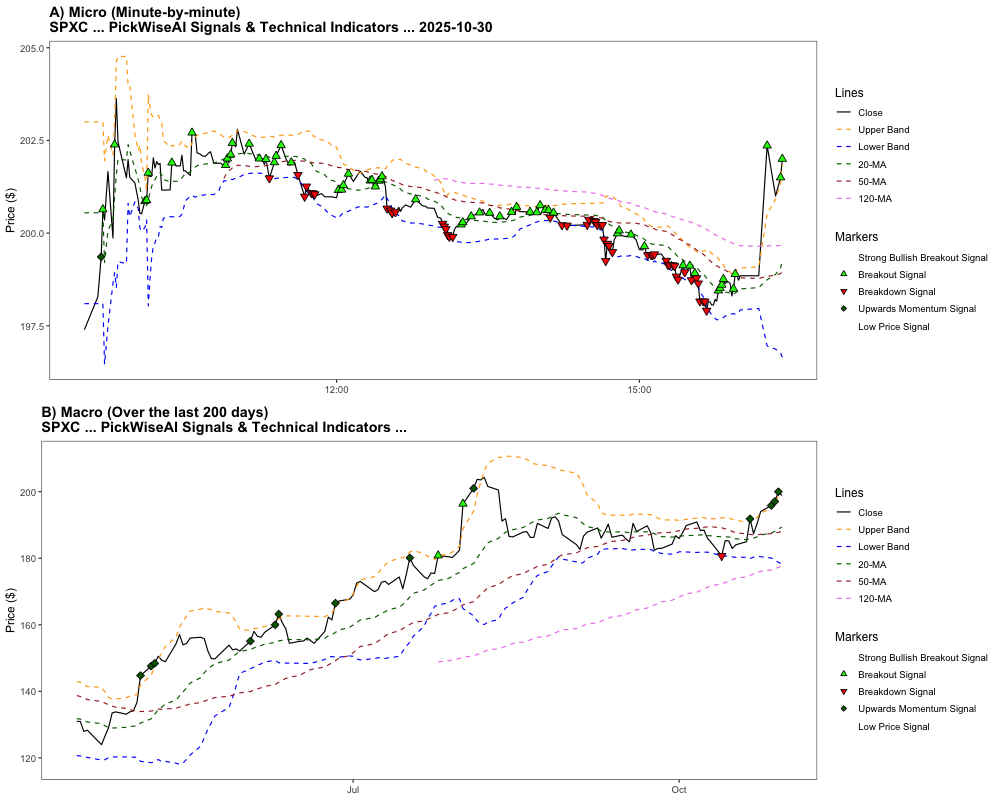 A) Micro (Minute-by-minute)
SPXC ... PickWiseAI Signals & Technical Indicators ... 2025-10-30
205.0
202.5
200.0
197.5
Price ($)
12:00
15:00
Lines
Close
Upper Band
Lower Band
20-MA
50-MA
120-MA
Markers
Strong Bullish Breakout Signal
Breakout Signal
Breakdown Signal
Upwards Momentum Signal
Low Price Signal
B) Macro (Over the last 200 days)
SPXC ... PickWiseAI Signals & Technical Indicators ...
200
180
160
140
120
Price ($)
Jul
Oct
Lines
Close
Upper Band
Lower Band
20-MA
50-MA
120-MA
Markers
Strong Bullish Breakout Signal
Breakout Signal
Breakdown Signal
Upwards Momentum Signal
Low Price Signal